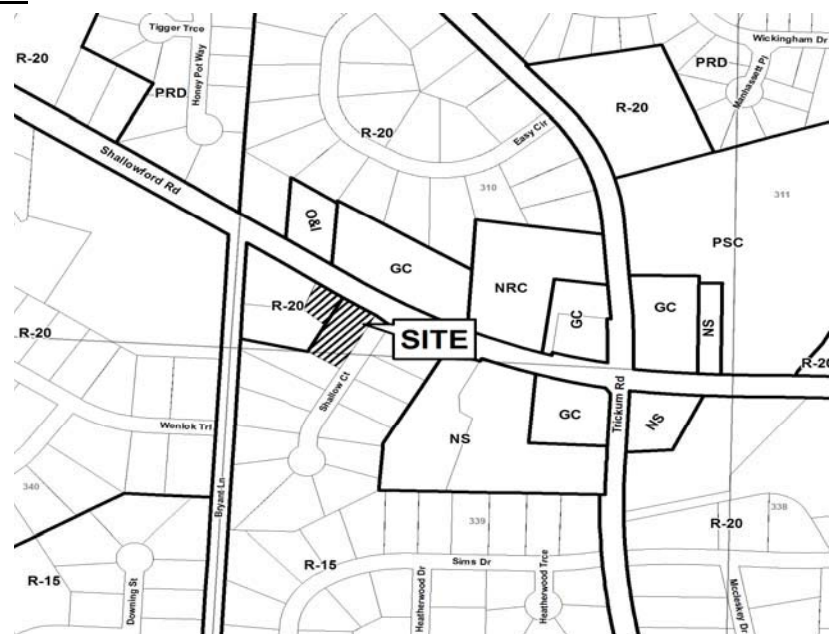 Tigger Trce
Wickingham Dr
R-20
PRD
Honey Pot Way
PRD
Manhassett Pl
R-20
R-20
Easy Cir
Shallowford Rd
310
311
O&I
PSC
GC
NRC
GC
GC
NS
R-20
SITE
R-20
R-20
Shallow Ct
Trickum Rd
GC
NS
NS
Wenlok Trl
340
Bryant Ln
339
338
R-20
R-15
R-15
Sims Dr
Downing St
Heatherwood Dr
Heatherwood Trce
Mccleskey Dr